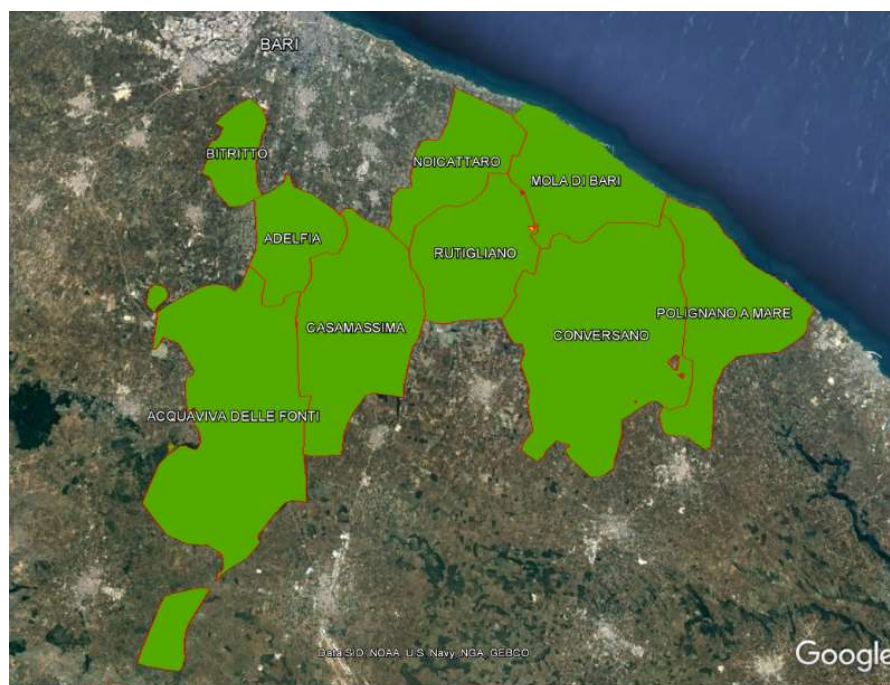 BARI
BITRITTO
NOICATTARO
MOLA DI BARI
ADELFIA
RUTIGLIANO
CASAMASSIMA
CONVERSANO
POLIGNANO A MARE
ACQUAVIVA DELLE FONTI
Data SIO, NOAA, U.S. Navy, NGA, GEBCO
Google